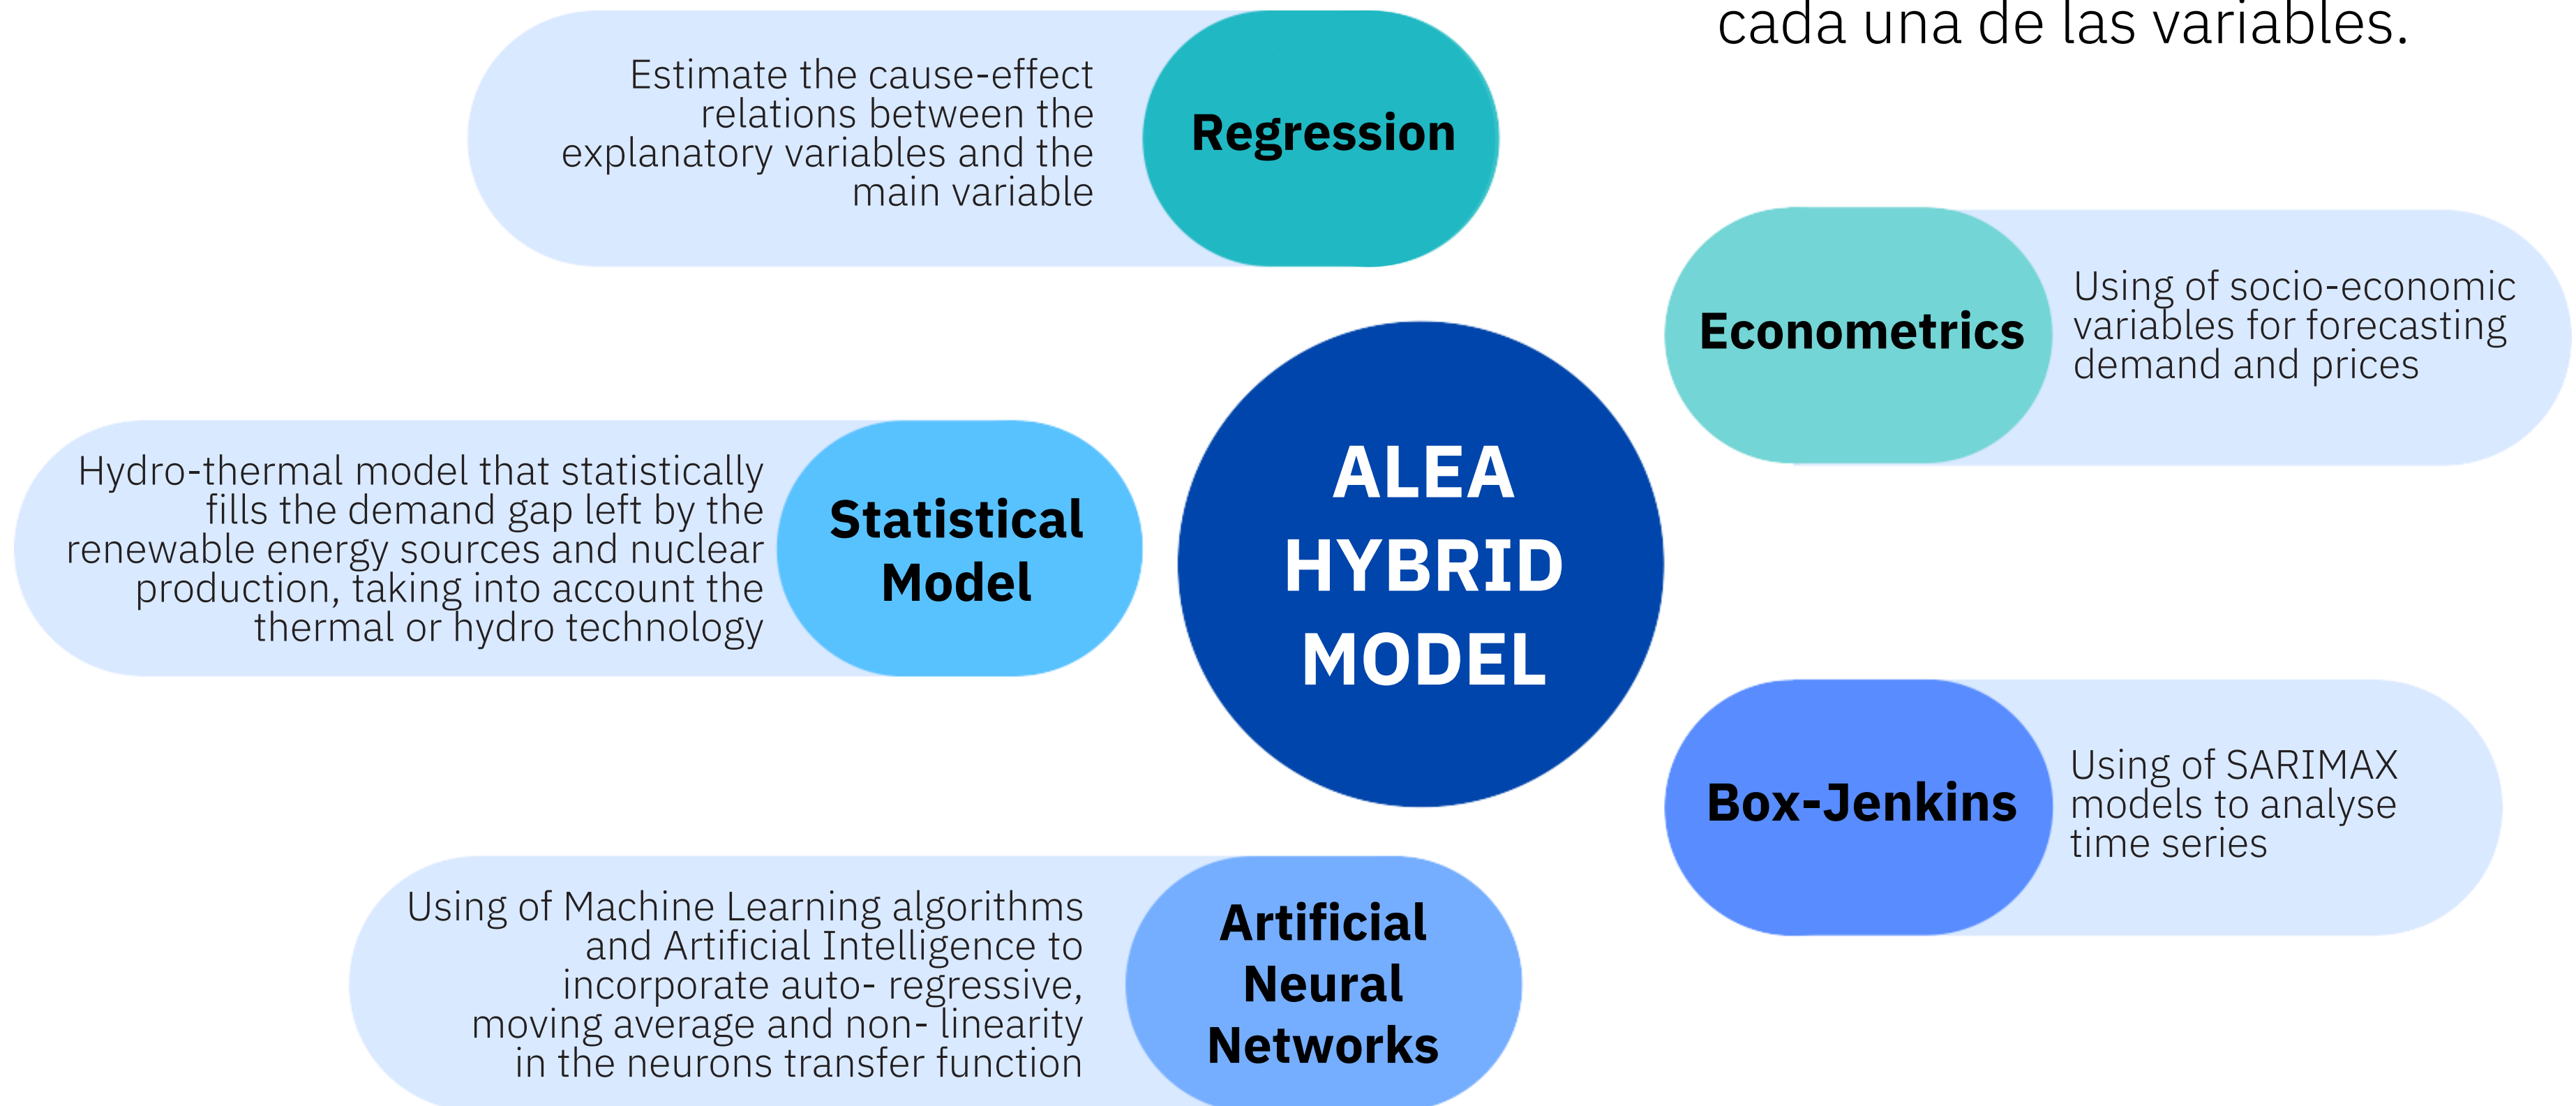 cada una de las variables.
Estimate the cause-effect
relations between the
explanatory variables and the
main variable
Regression
Econometrics
Using of socio-economic
variables for forecasting
demand and prices
Hydro-thermal model that statistically
fills the demand gap left by the
renewable energy sources and nuclear
production, taking into account the
thermal or hydro technology
Statistical
Model
ALEA
HYBRID
MODEL
Box-Jenkins
Using of SARIMAX
models to analyse
time series
Using of Machine Learning algorithms
and Artificial Intelligence to
incorporate auto- regressive,
moving average and non- linearity
in the neurons transfer function
Artificial
Neural
Networks